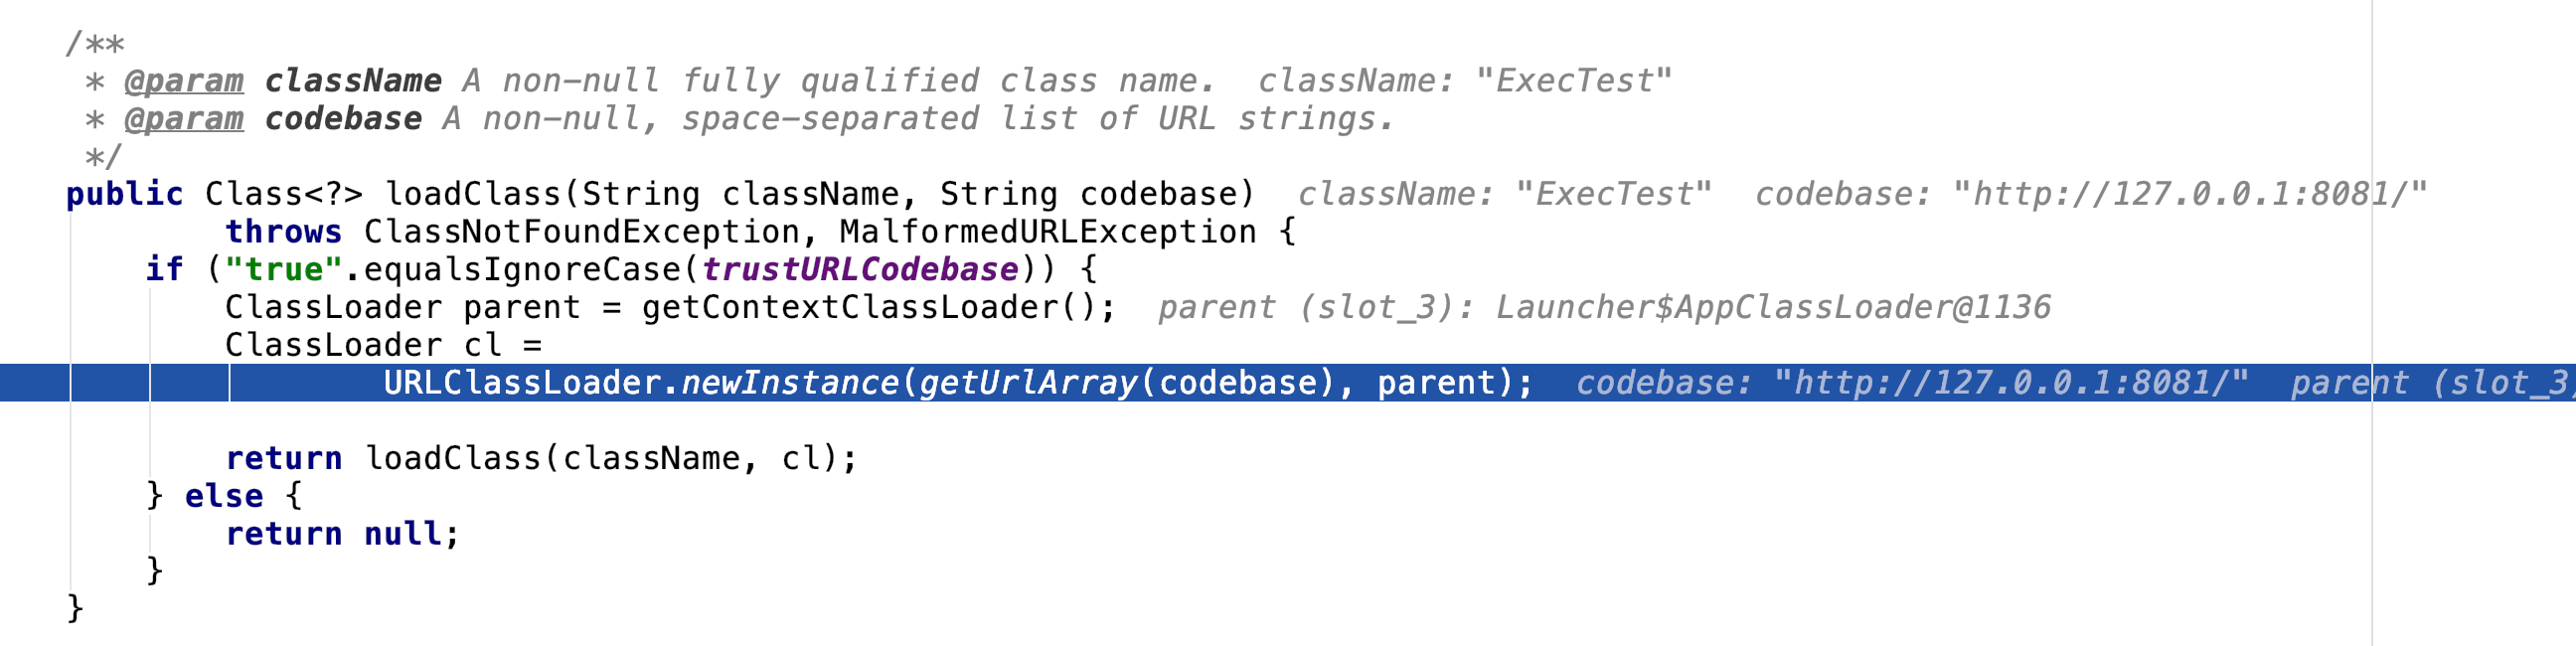 /**
 * @param className A non-null fully qualified class name.  className: "ExecTest"
 * @param codebase A non-null, space-separated list of URL strings.
 */
public Class<?> loadClass(String className, String codebase)  className: "ExecTest"  codebase: "http://127.0.0.1:8081/"
        throws ClassNotFoundException, MalformedURLException {
    if ("true".equalsIgnoreCase(trustURLCodebase)) {
        ClassLoader parent = getContextClassLoader();  parent (slot_3): Launcher$AppClassLoader@1136
        ClassLoader cl =
                URLClassLoader.newInstance(getUrlArray(codebase), parent);  codebase: "http://127.0.0.1:8081/"  parent (slot_3)
        return loadClass(className, cl);
    } else {
        return null;
    }
}